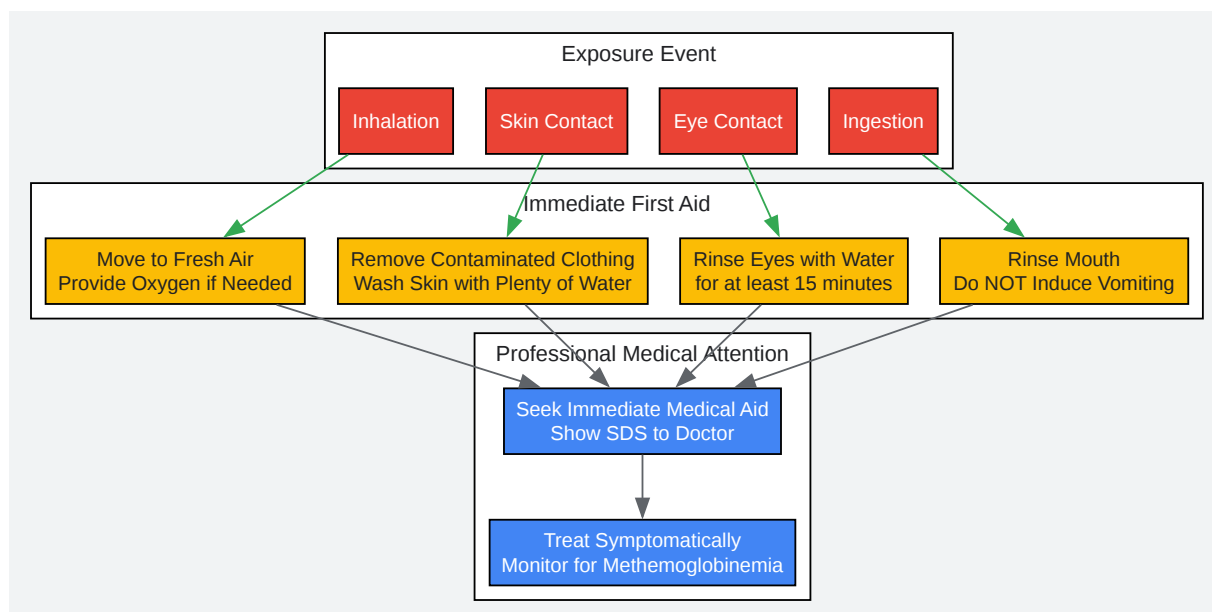 Exposure Event
Inhalation
Skin Contact
Eye Contact
Ingestion
Immediate First Aid
Move to Fresh Air
Provide Oxygen if Needed
Remove Contaminated Clothing
Wash Skin with Plenty of Water
Rinse Eyes with Water
for at least 15 minutes
Rinse Mouth
Do NOT Induce Vomiting
Professional Medical Attention
Seek Immediate Medical Aid
Show SDS to Doctor
Treat Symptomatically
Monitor for Methemoglobinemia